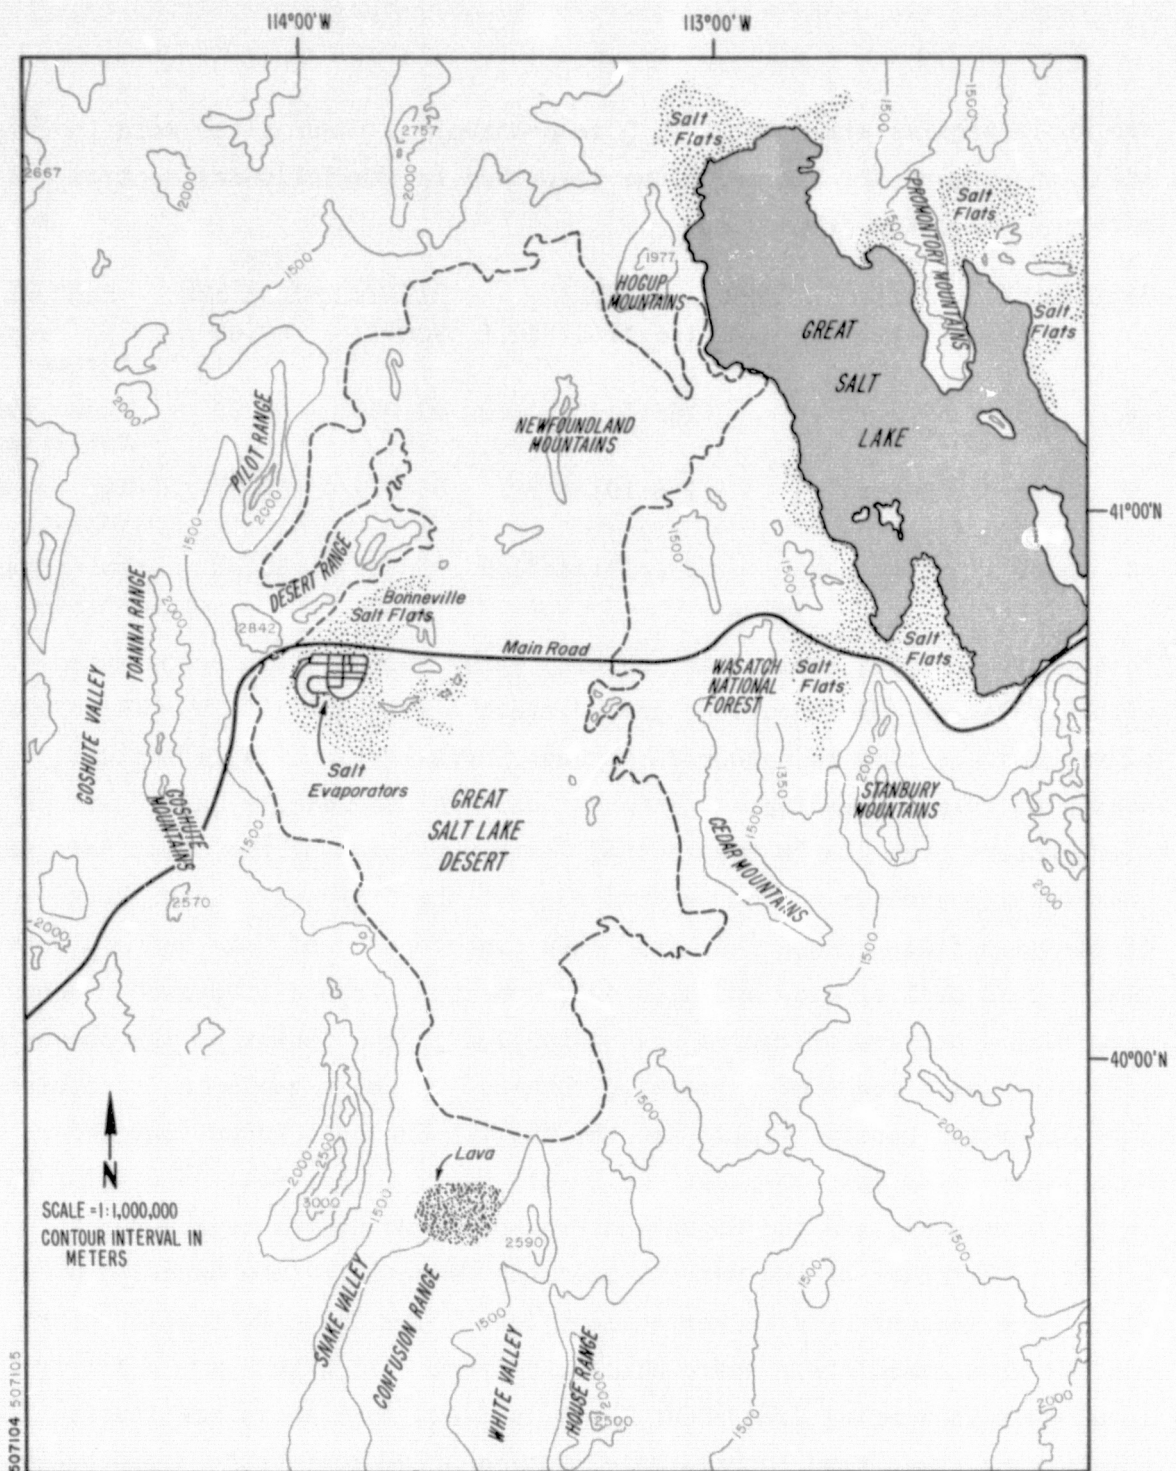 114°00'W
113°00'W
1500
1500
Salt
Flats
2757
2667
2000
2000
PROMONTORY MOUNTAINS
Salt
Flats
1500
1500
1977
HOGUP
MOUNTAINS
GREAT
SALT
LAKE
Salt
Flats
2000
PILOT RANGE
2000
NEWFOUNDLAND
MOUNTAINS
41°00'N
1500
1500
1500
DESERT RANGE
TOANNA RANGE
2000
Bonneville
Salt Flats
2842
Main Road
Salt
Flats
WASATCH
NATIONAL
FOREST
Salt
Flats
GOSHUTE VALLEY
Salt
Evaporators
GREAT
SALT LAKE
DESERT
1350
2000
STANBURY
MOUNTAINS
GOSHUTE
MOUNTAINS
1500
1500
CEDAR MOUNTAINS
2570
2000
2000
1500
40°00'N
N
SCALE =1:1,000,000
CONTOUR INTERVAL IN
METERS
2000
2500
3000
1500
Lava
1500
2000
2590
1500
1500
SNAKE VALLEY
CONFUSION RANGE
1500
WHITE VALLEY
HOUSE RANGE
2000
2500
1500
2000
507104 507105